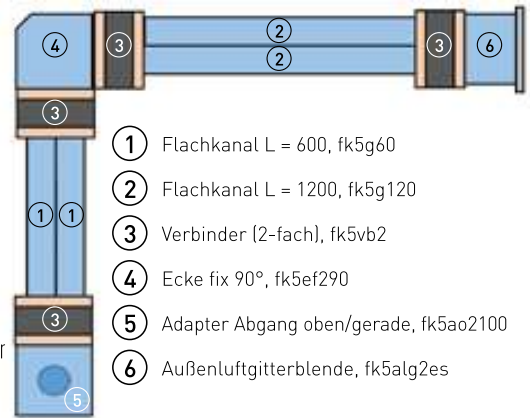 4
3
2
2
3
6
3
1 1
3
5
r
1 Flachkanal L = 600, fk5g60
2 Flachkanal L = 1200, fk5g120
3 Verbinder (2-fach), fk5vb2
4 Ecke fix 90°, fk5ef290
5 Adapter Abgang oben/gerade, fk5ao2100
6 Außenluftgitterblende, fk5alg2es